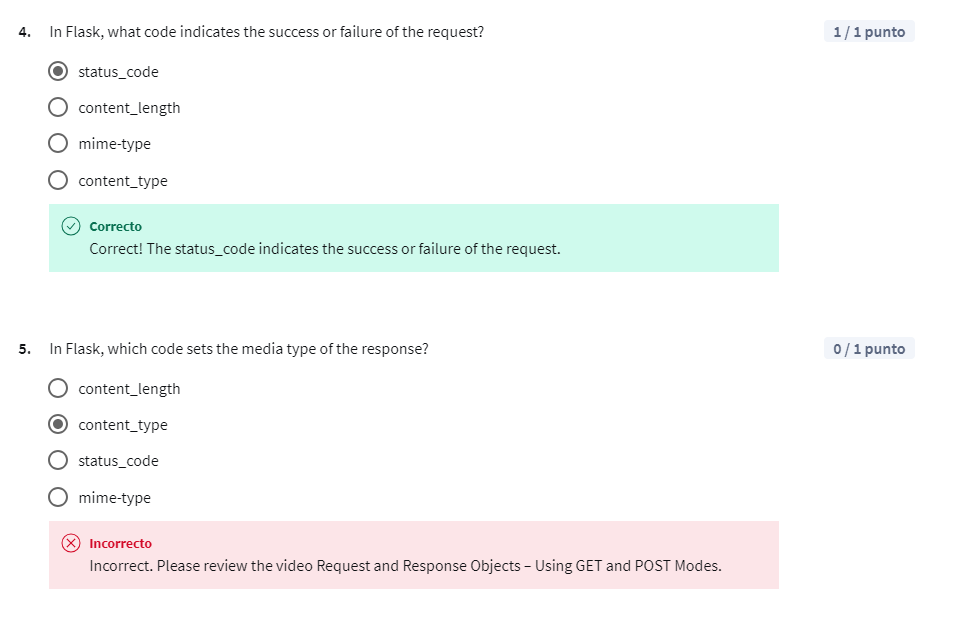 4. In Flask, what code indicates the success or failure of the request? 1 / 1 punto
status_code
content_length
mime-type
content_type
Correcto
Correct! The status_code indicates the success or failure of the request.
5. In Flask, which code sets the media type of the response? 0 / 1 punto
content_length
content_type
status_code
mime-type
Incorrecto
Incorrect. Please review the video Request and Response Objects – Using GET and POST Modes.